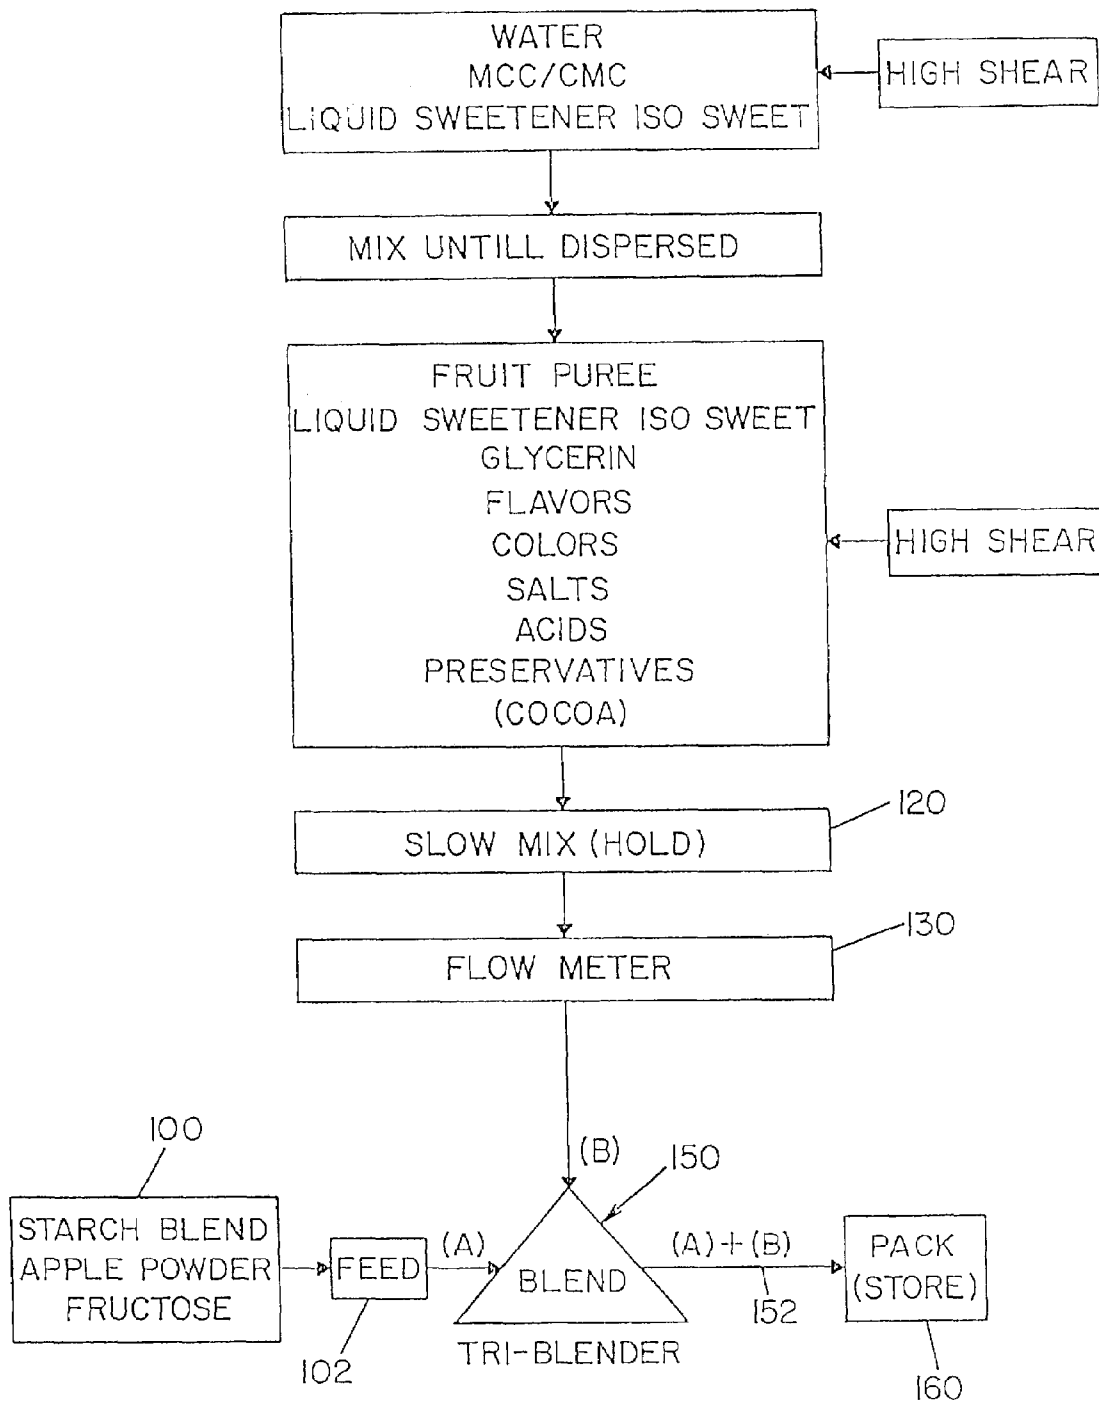 WATER
MCC/CMC
LIQUID SWEETENER ISO SWEET
HIGH SHEAR
MIX UNTILL DISPERSED
FRUIT PUREE
LIQUID SWEETENER ISO SWEET
GLYCERIN
FLAVORS
COLORS
SALTS
ACIDS
PRESERVATIVES
(COCOA)
HIGH SHEAR
120
SLOW MIX (HOLD)
130
FLOW METER
100
(B)
150
STARCH BLEND
APPLE POWDER
FRUCTOSE
FEED
(A)
BLEND
(A)+(B)
PACK
(STORE)
152
TRI-BLENDER
102
160